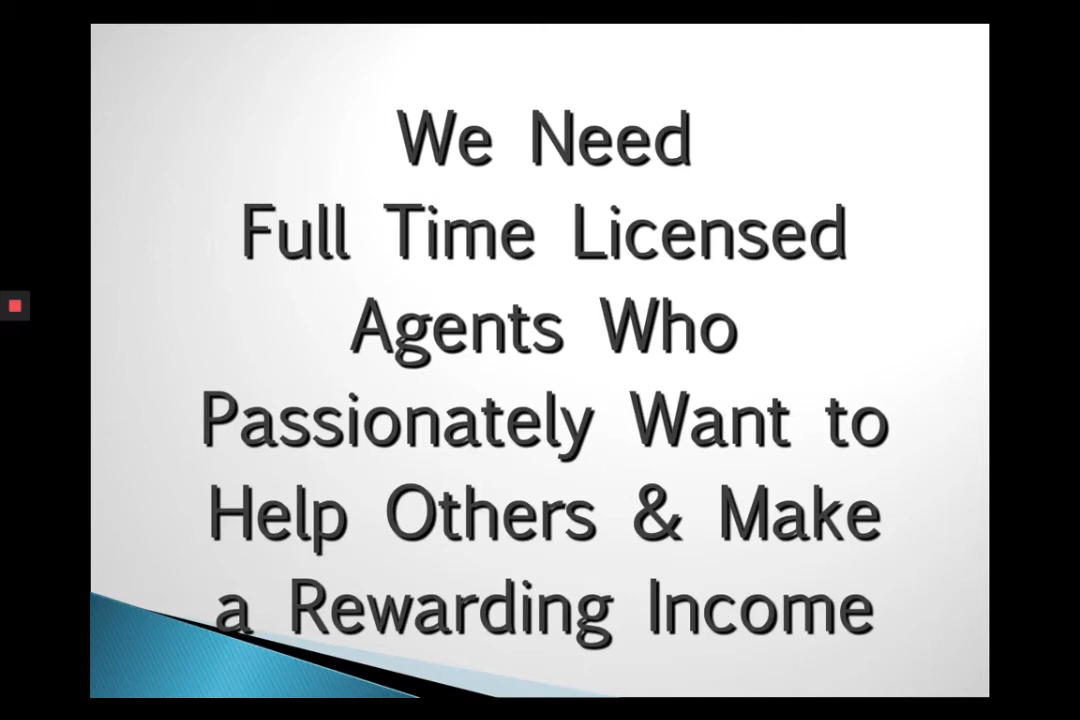 We Need
Full Time Licensed
Agents Who
Passionately Want to
Help Others & Make
a Rewarding Income